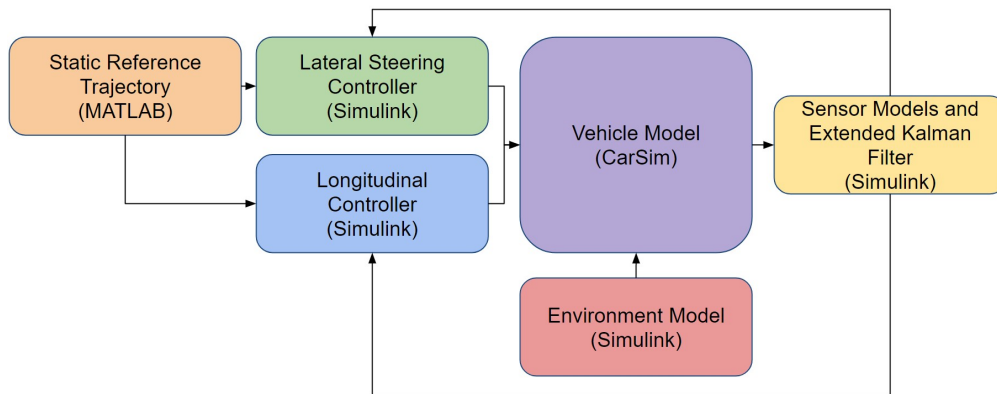 Static Reference
Trajectory
(MATLAB)
Lateral Steering
Controller
(Simulink)
Longitudinal
Controller
(Simulink)
Vehicle Model
(CarSim)
Environment Model
(Simulink)
Sensor Models and
Extended Kalman
Filter
(Simulink)